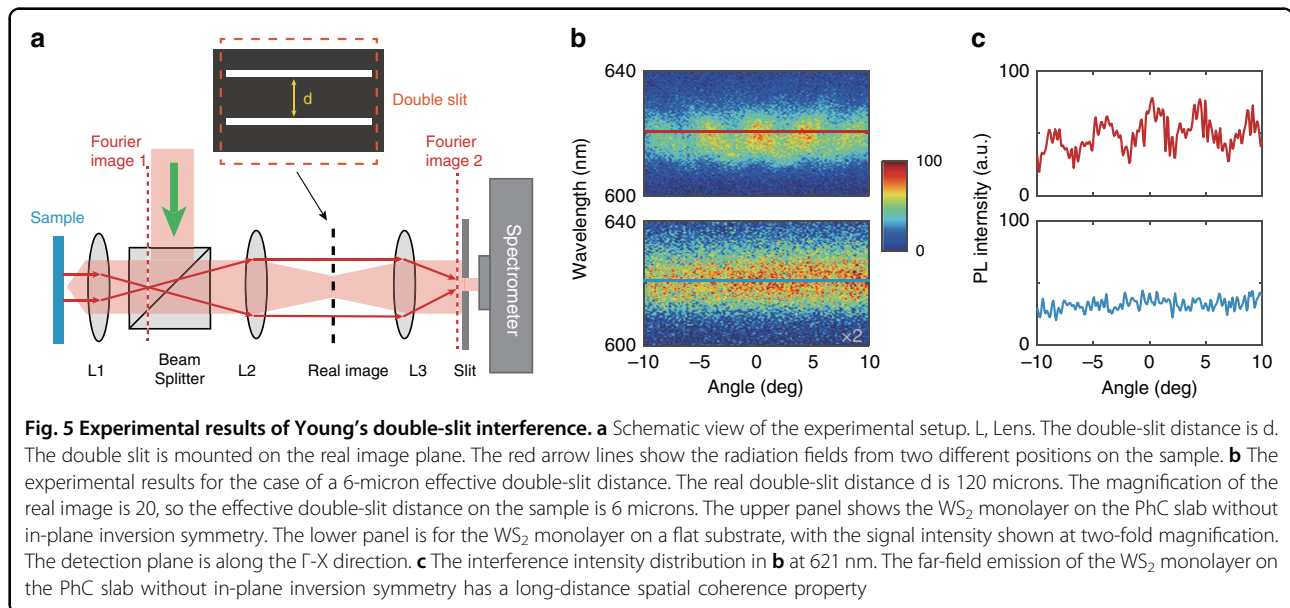 a
Double slit
d
Fourier
image 1
Fourier
image 2
Sample
Spectrometer
L1
Beam
Splitter
L2
Real image
L3
Slit
b
640
600
640
600
Wavelength (nm)
×2
−10
−5
0
5
10
Angle (deg)
100
0
c
100
0
100
0
PL internsity (a.u.)
−10
−5
0
5
10
Angle (deg)
Fig. 5 Experimental results of Young's double-slit interference. a Schematic view of the experimental setup. L, Lens. The double-slit distance is d.
The double slit is mounted on the real image plane. The red arrow lines show the radiation fields from two different positions on the sample. b The
experimental results for the case of a 6-micron effective double-slit distance. The real double-slit distance d is 120 microns. The magnification of the
real image is 20, so the effective double-slit distance on the sample is 6 microns. The upper panel shows the WS₂ monolayer on the PhC slab without
in-plane inversion symmetry. The lower panel is for the WS₂ monolayer on a flat substrate, with the signal intensity shown at two-fold magnification.
The detection plane is along the Γ-X direction. c The interference intensity distribution in b at 621 nm. The far-field emission of the WS₂ monolayer on
the PhC slab without in-plane inversion symmetry has a long-distance spatial coherence property